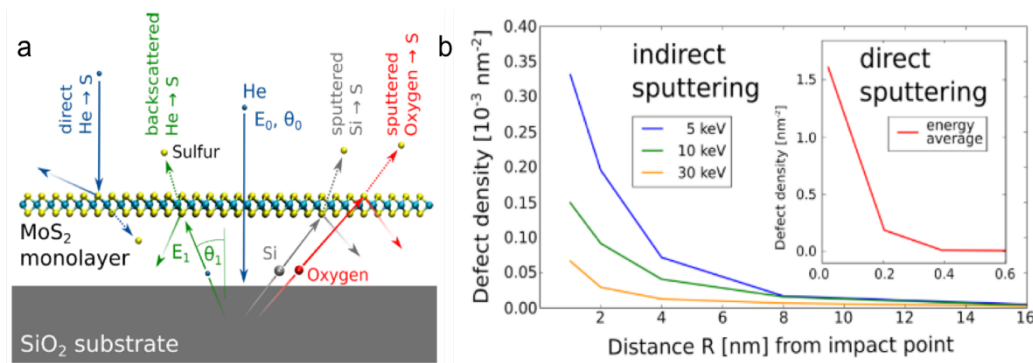 a
direct
He → S
backscattered
He → S
Sulfur
He
E0, θ0
sputtered
Si → S
sputtered
Oxygen → S
MoS2
monolayer
E1
θ1
Si
Oxygen
SiO2 substrate
b
Defect density [10-3 nm-2]
0.40
0.35
0.30
0.25
0.20
0.15
0.10
0.05
0.00
indirect
sputtering
5 keV
10 keV
30 keV
direct
sputtering
energy
average
Defect density [nm-2]
1.5
1.0
0.5
0.0
0.0 0.2 0.4 0.6
2 4 6 8 10 12 14 16
Distance R [nm] from impact point